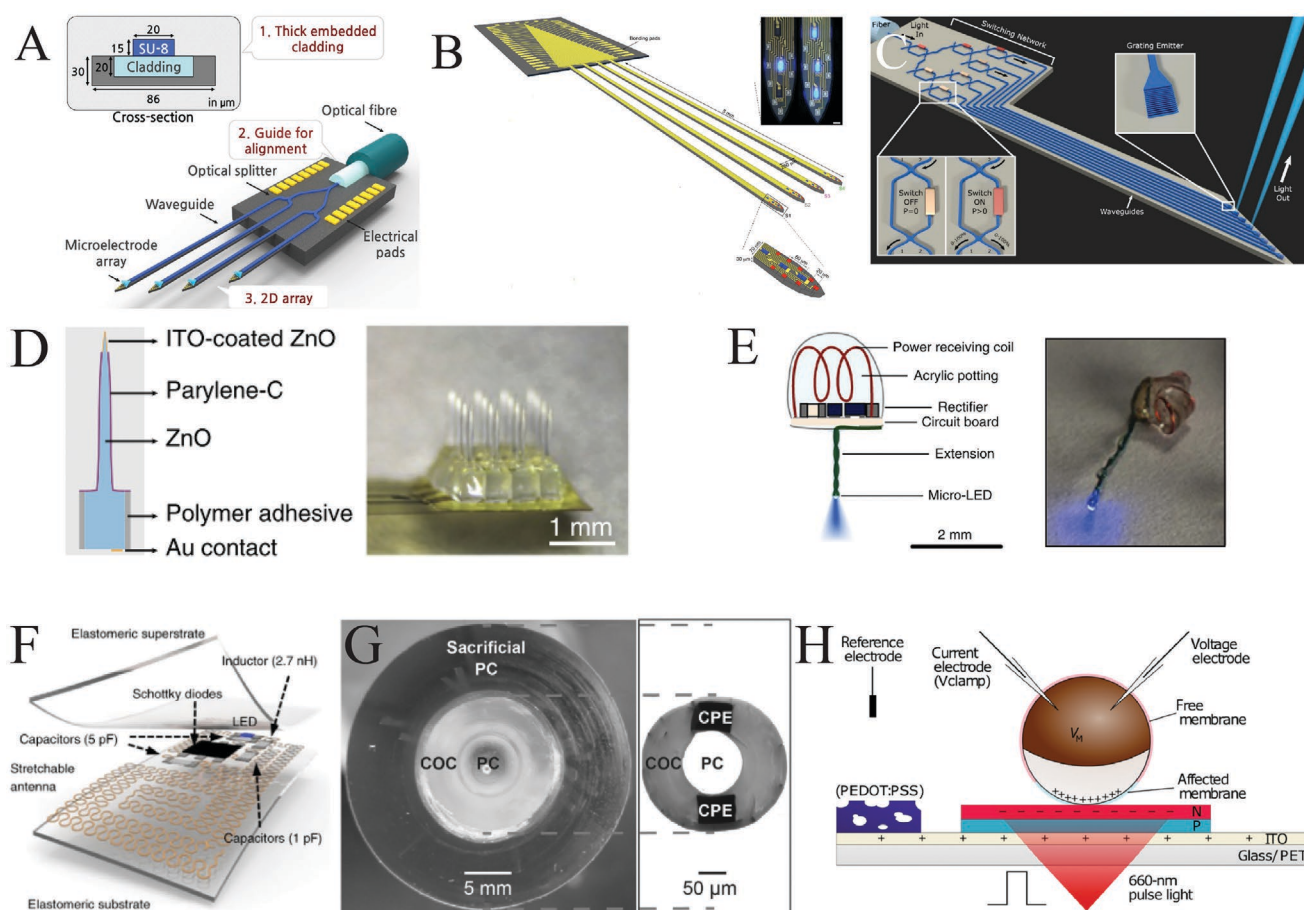 A
20
15
SU-8
20
Cladding
30
86
in μm
Cross-section
1. Thick embedded
cladding
Optical fibre
2. Guide for
alignment
Optical splitter
Waveguide
Microelectrode
array
Electrical
pads
3. 2D array
B
Bonding pads
5 mm
C
Fiber
Light
In
Switching Network
Grating Emitter
Switch
OFF
P=0
Switch
ON
P>0
1
2
1
2
Waveguides
Light
Out
D
ITO-coated ZnO
Parylene-C
ZnO
Polymer adhesive
Au contact
1 mm
E
Power receiving coil
Acrylic potting
Rectifier
Circuit board
Extension
Micro-LED
2 mm
F
Elastomeric superstrate
Inductor (2.7 nH)
Schottky diodes
LED
Capacitors (5 pF)
Stretchable
antenna
Capacitors (1 pF)
Elastomeric substrate
G
Sacrificial
PC
COC
PC
5 mm
CPE
COC
PC
CPE
50 μm
H
Reference
electrode
Current
electrode
(Vclamp)
Voltage
electrode
Free
membrane
VM
Affected
membrane
+ + + + + + + + +
(PEDOT:PSS)
N
P
ITO
Glass/PET
660-nm
pulse light